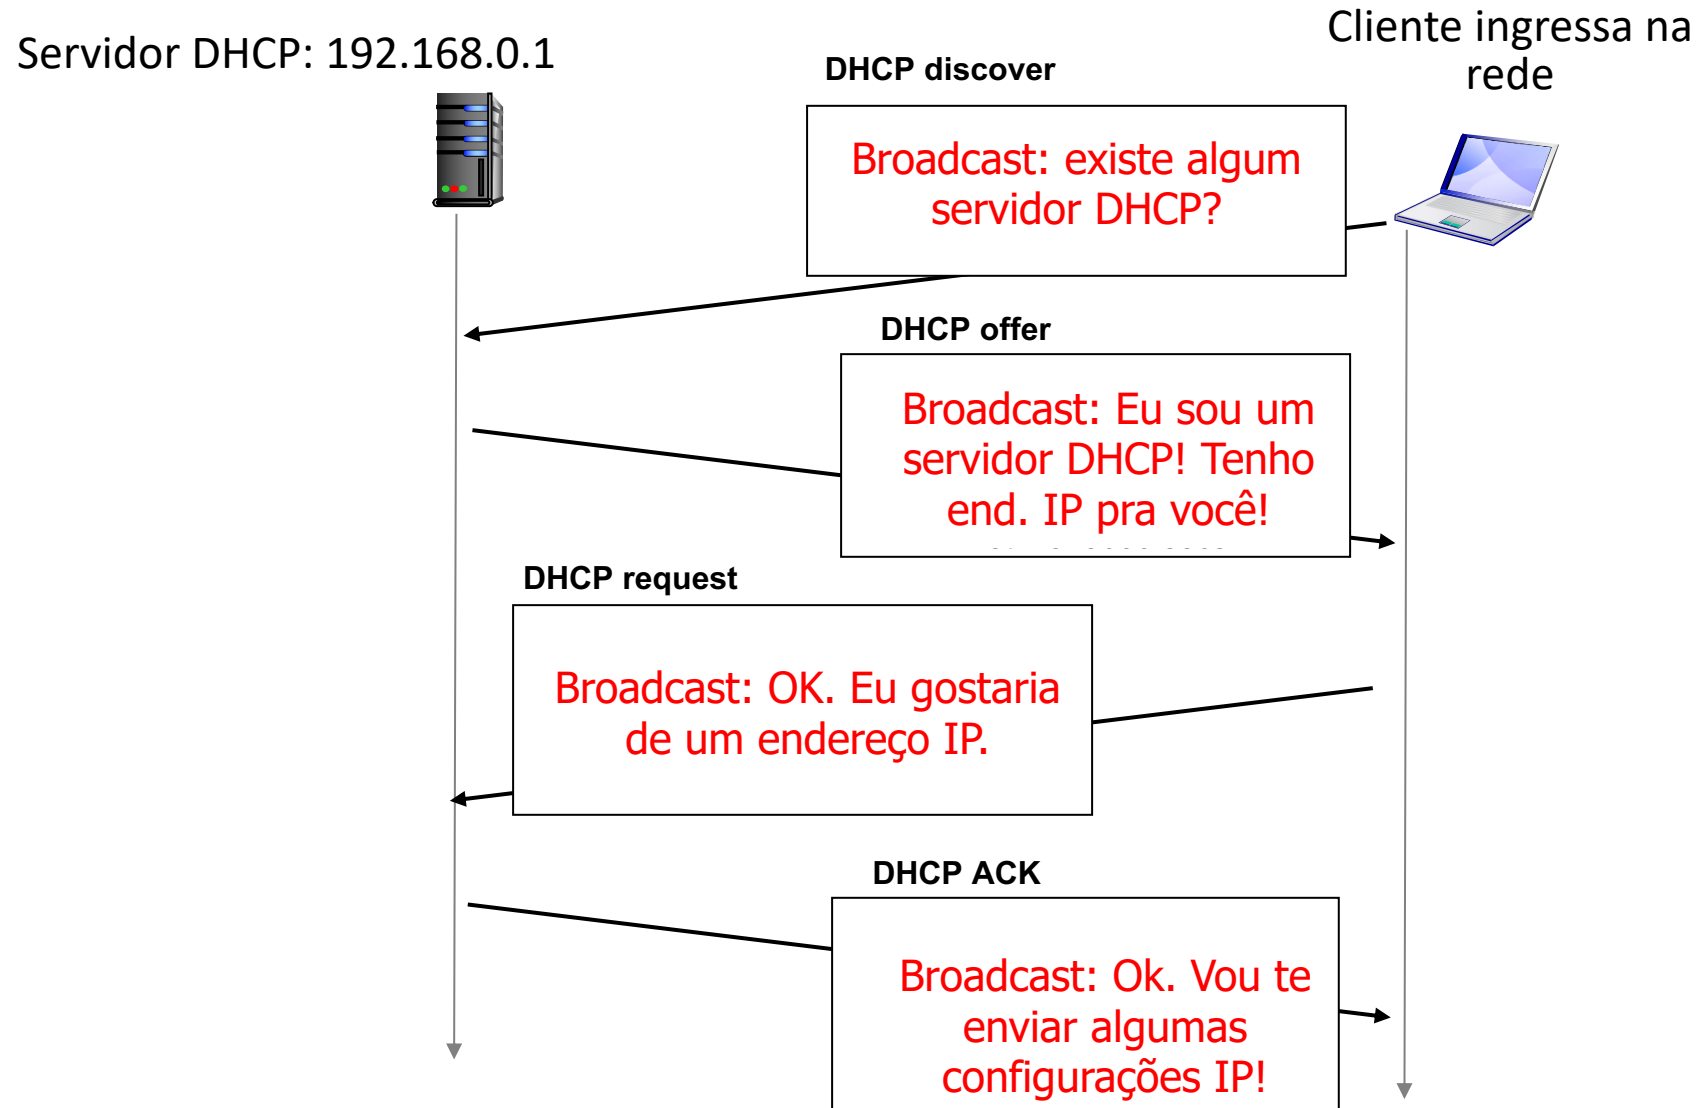 Servidor DHCP: 192.168.0.1
Cliente ingressa na
rede
DHCP discover
Broadcast: existe algum
servidor DHCP?
DHCP offer
Broadcast: Eu sou um
servidor DHCP! Tenho
end. IP pra você!
DHCP request
Broadcast: OK. Eu gostaria
de um endereço IP.
DHCP ACK
Broadcast: Ok. Vou te
enviar algumas
configurações IP!